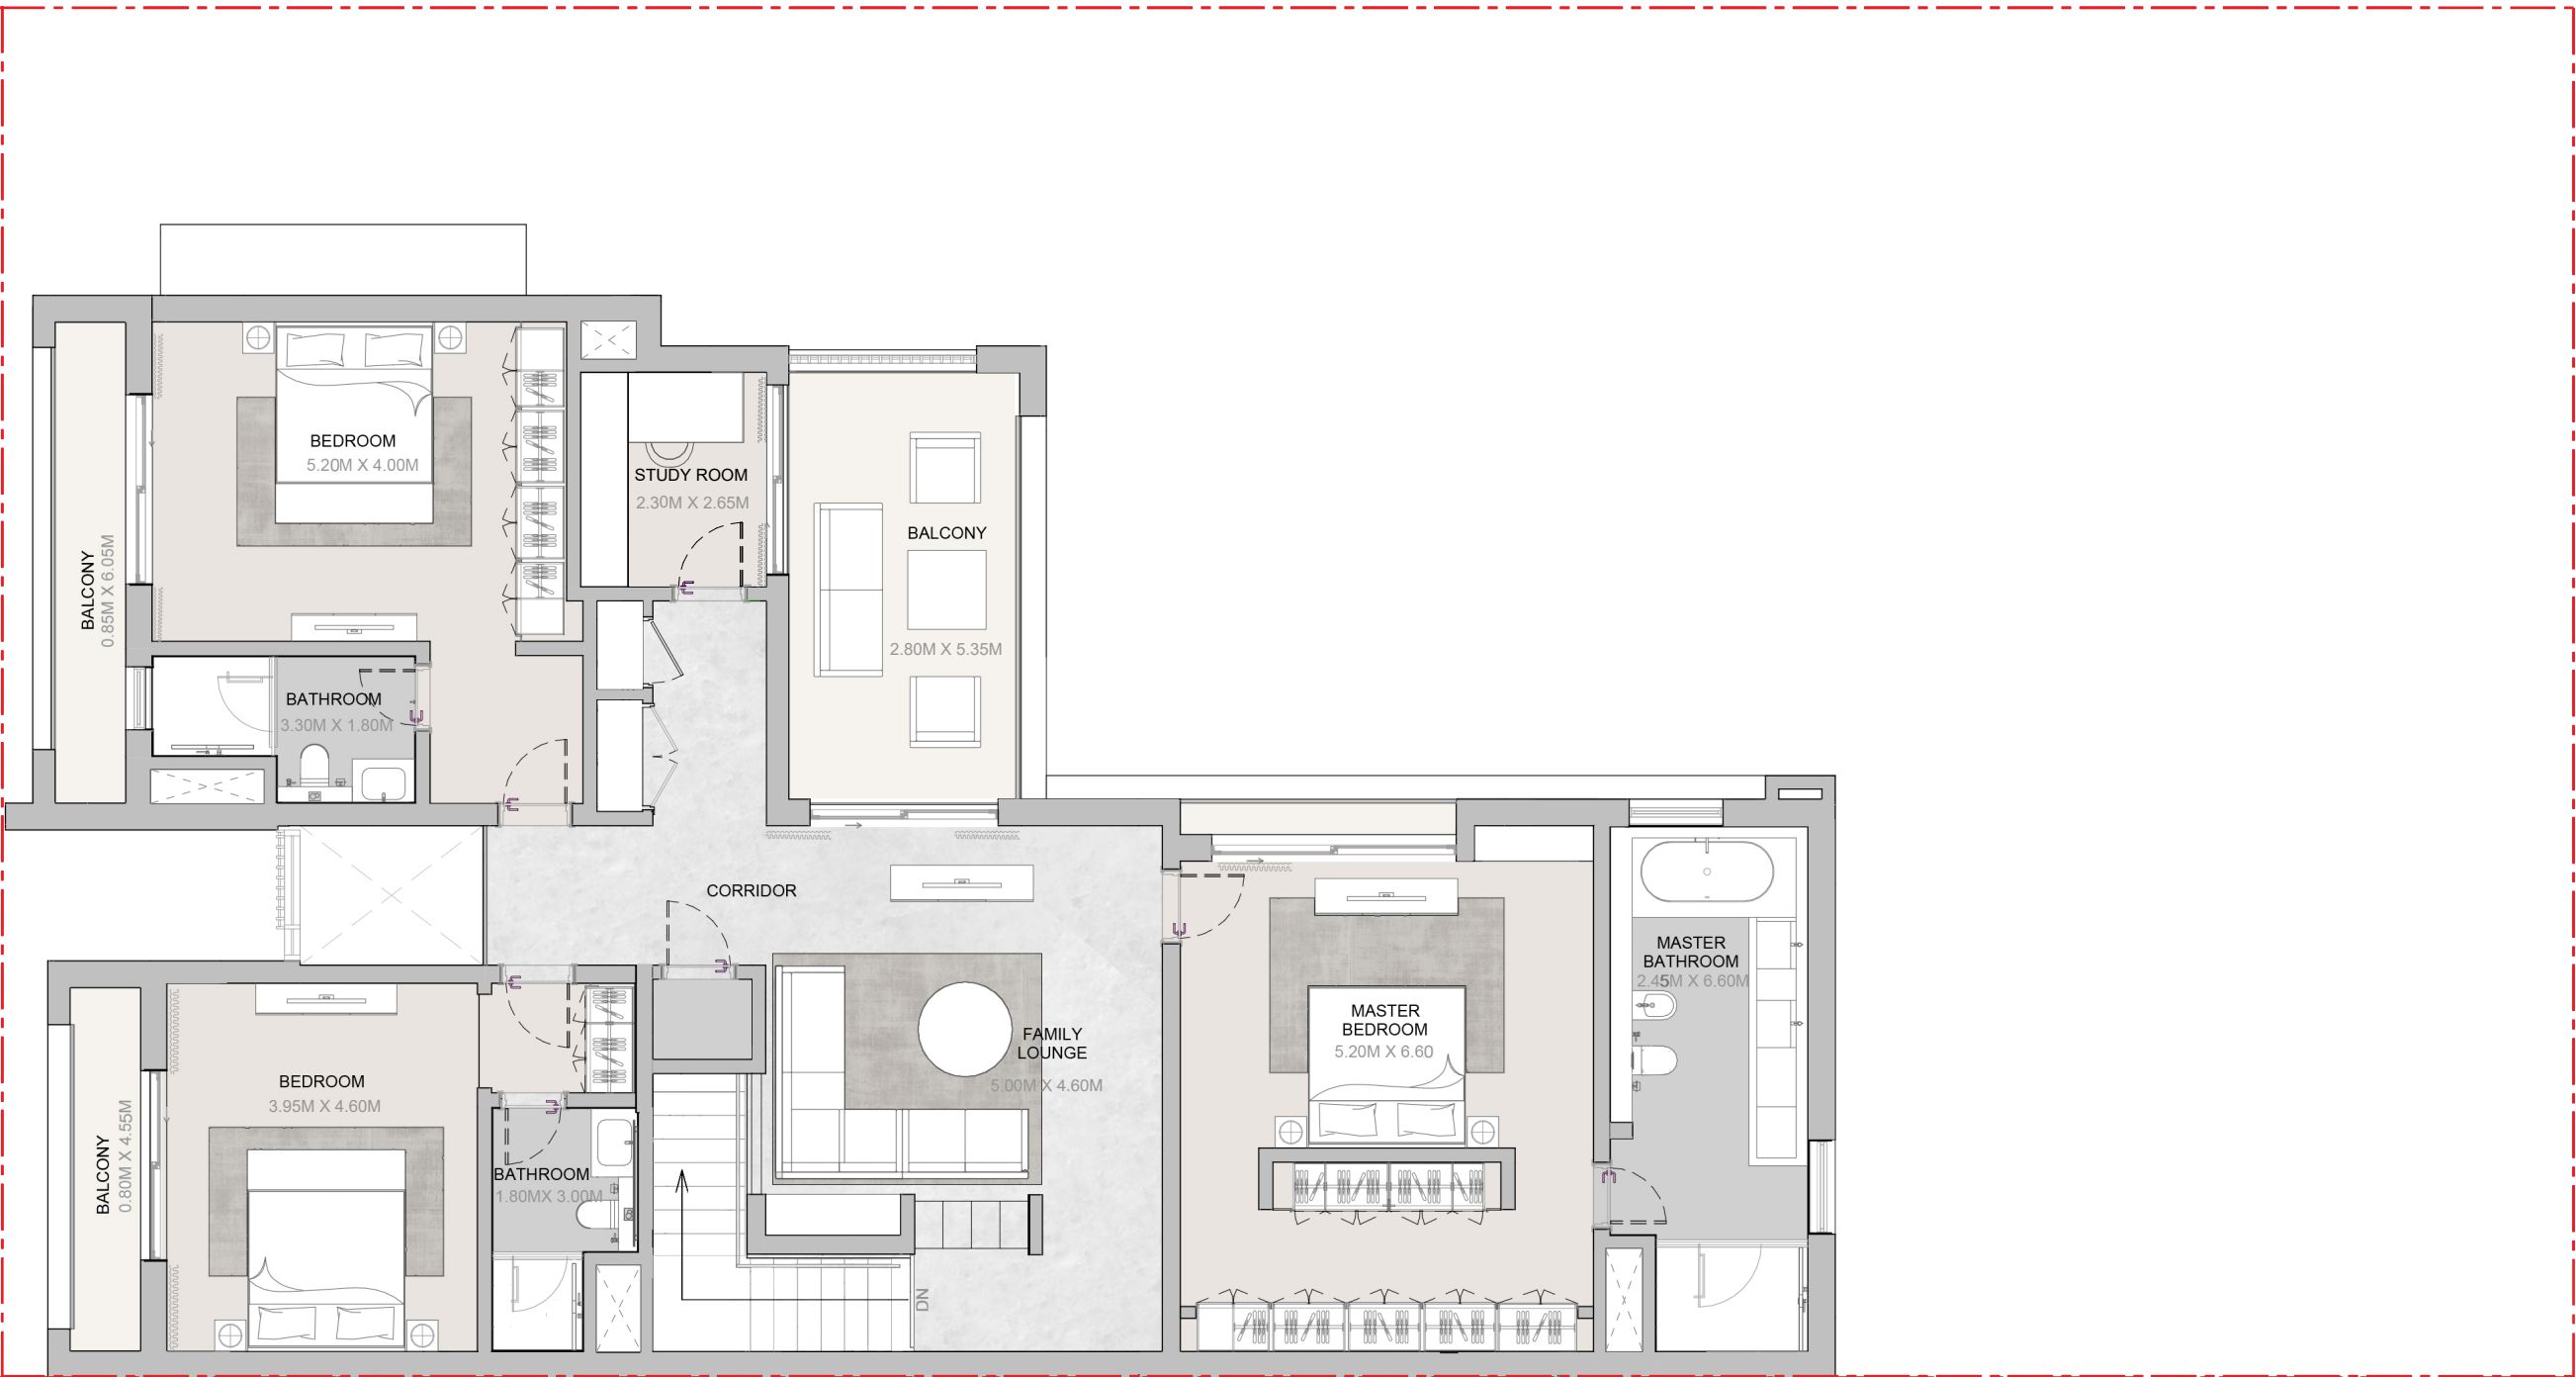 BEDROOM
5.20M X 4.00M
STUDY ROOM
2.30M X 2.65M
BALCONY
2.80M X 5.35M
BALCONY
0.85M X 6.05M
BATHROOM
3.30M X 1.80M
CORRIDOR
MASTER
BATHROOM
2.45M X 6.60M
MASTER
BEDROOM
5.20M X 6.60
FAMILY
LOUNGE
5.00M X 4.60M
BEDROOM
3.95M X 4.60M
BALCONY
0.80M X 4.55M
BATHROOM
1.80MX 3.00M
DN